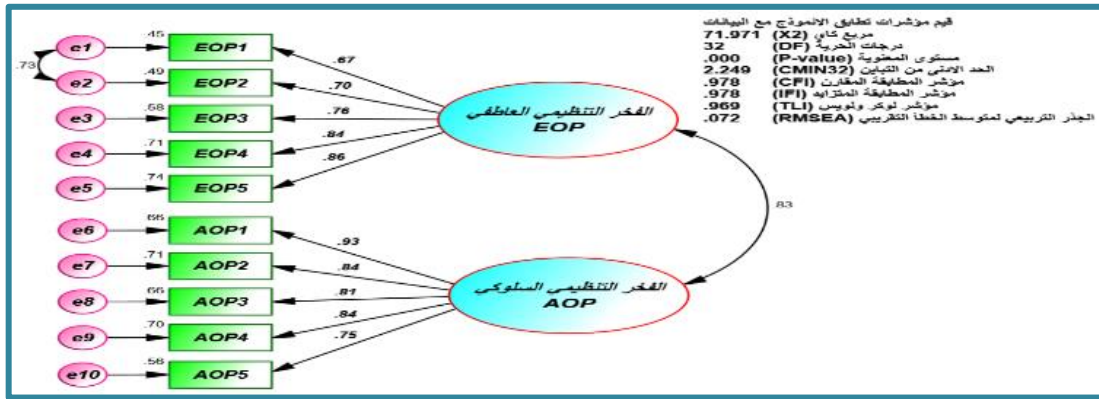 قيم مؤشرات تطابق الانموذج مع البيانات
مربع كاي (X2) 71.971
درجات الحرية (DF) 32
مستوى المعنوية (P-value) .000
الحد الادنى من التباين (CMIN32) 2.249
مؤشر المطابقة المقارن (CFI) .978
مؤشر المطابقة المتزايد (IFI) .978
مؤشر توكر ولويس (TLI) .969
الجذر التربيعي لمتوسط الخطأ التقريبي (RMSEA) .072
.73
e1 .45 EOP1 .67
e2 .49 EOP2 .70
e3 .58 EOP3 .76
e4 .71 EOP4 .84
e5 .74 EOP5 .86
الفخر التنظيمي العاطفي
EOP
.83
e6 EOP1 .93
e7 .71 AOP2 .84
e8 .66 AOP3 .81
e9 .70 AOP4 .84
e10 .56 AOP5 .75
الفخر التنظيمي السلوكي
AOP